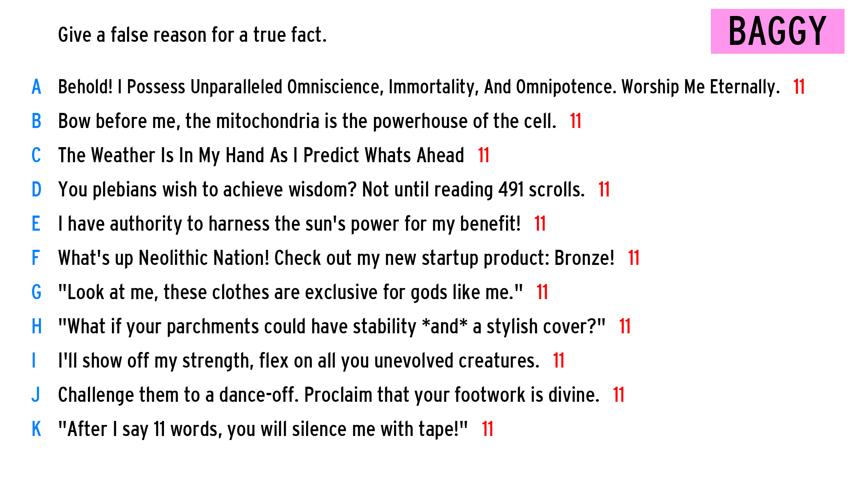 Give a false reason for a true fact.
BAGGY
A Behold! I Possess Unparalleled Omniscience, Immortality, And Omnipotence. Worship Me Eternally. 11
B Bow before me, the mitochondria is the powerhouse of the cell. 11
C The Weather Is In My Hand As I Predict Whats Ahead 11
D You plebians wish to achieve wisdom? Not until reading 491 scrolls. 11
E I have authority to harness the sun's power for my benefit! 11
F What's up Neolithic Nation! Check out my new startup product: Bronze! 11
G "Look at me, these clothes are exclusive for gods like me." 11
H "What if your parchments could have stability *and* a stylish cover?" 11
I I'll show off my strength, flex on all you unevolved creatures. 11
J Challenge them to a dance-off. Proclaim that your footwork is divine. 11
K "After I say 11 words, you will silence me with tape!" 11